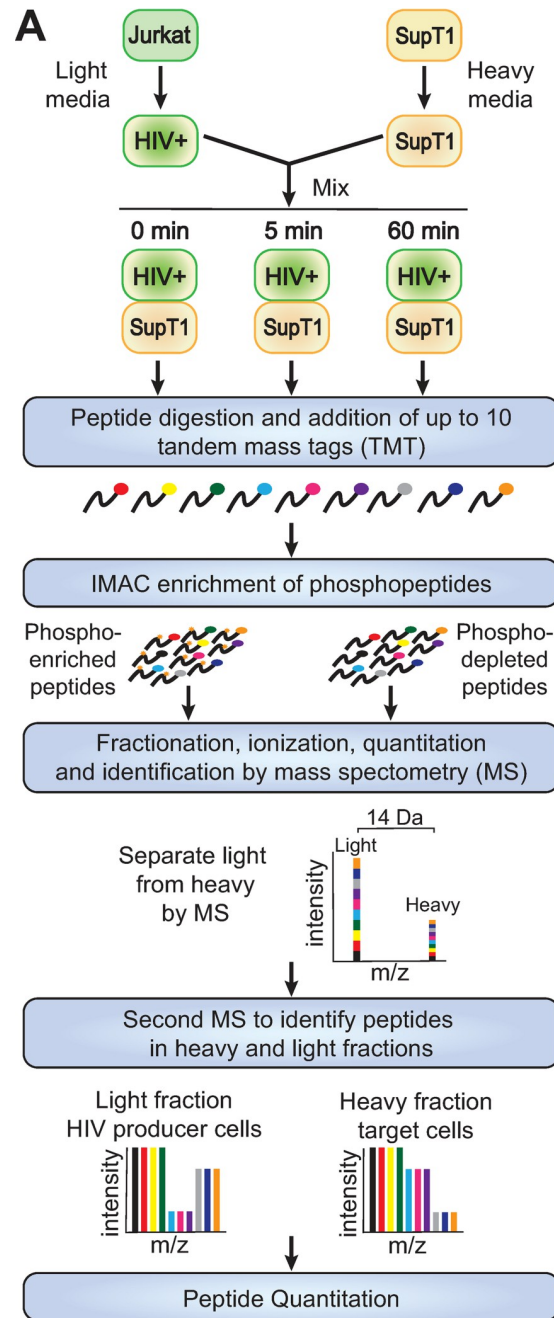 A
Jurkat
SupT1
Light
media
Heavy
media
HIV+
SupT1
Mix
0 min
5 min
60 min
HIV+
HIV+
HIV+
SupT1
SupT1
SupT1
Peptide digestion and addition of up to 10
tandem mass tags (TMT)
IMAC enrichment of phosphopeptides
Phospho-
enriched
peptides
Phospho-
depleted
peptides
Fractionation, ionization, quantitation
and identification by mass spectometry (MS)
Separate light
from heavy
by MS
14 Da
Light
Heavy
intensity
m/z
Second MS to identify peptides
in heavy and light fractions
Light fraction
HIV producer cells
intensity
m/z
Heavy fraction
target cells
intensity
m/z
Peptide Quantitation